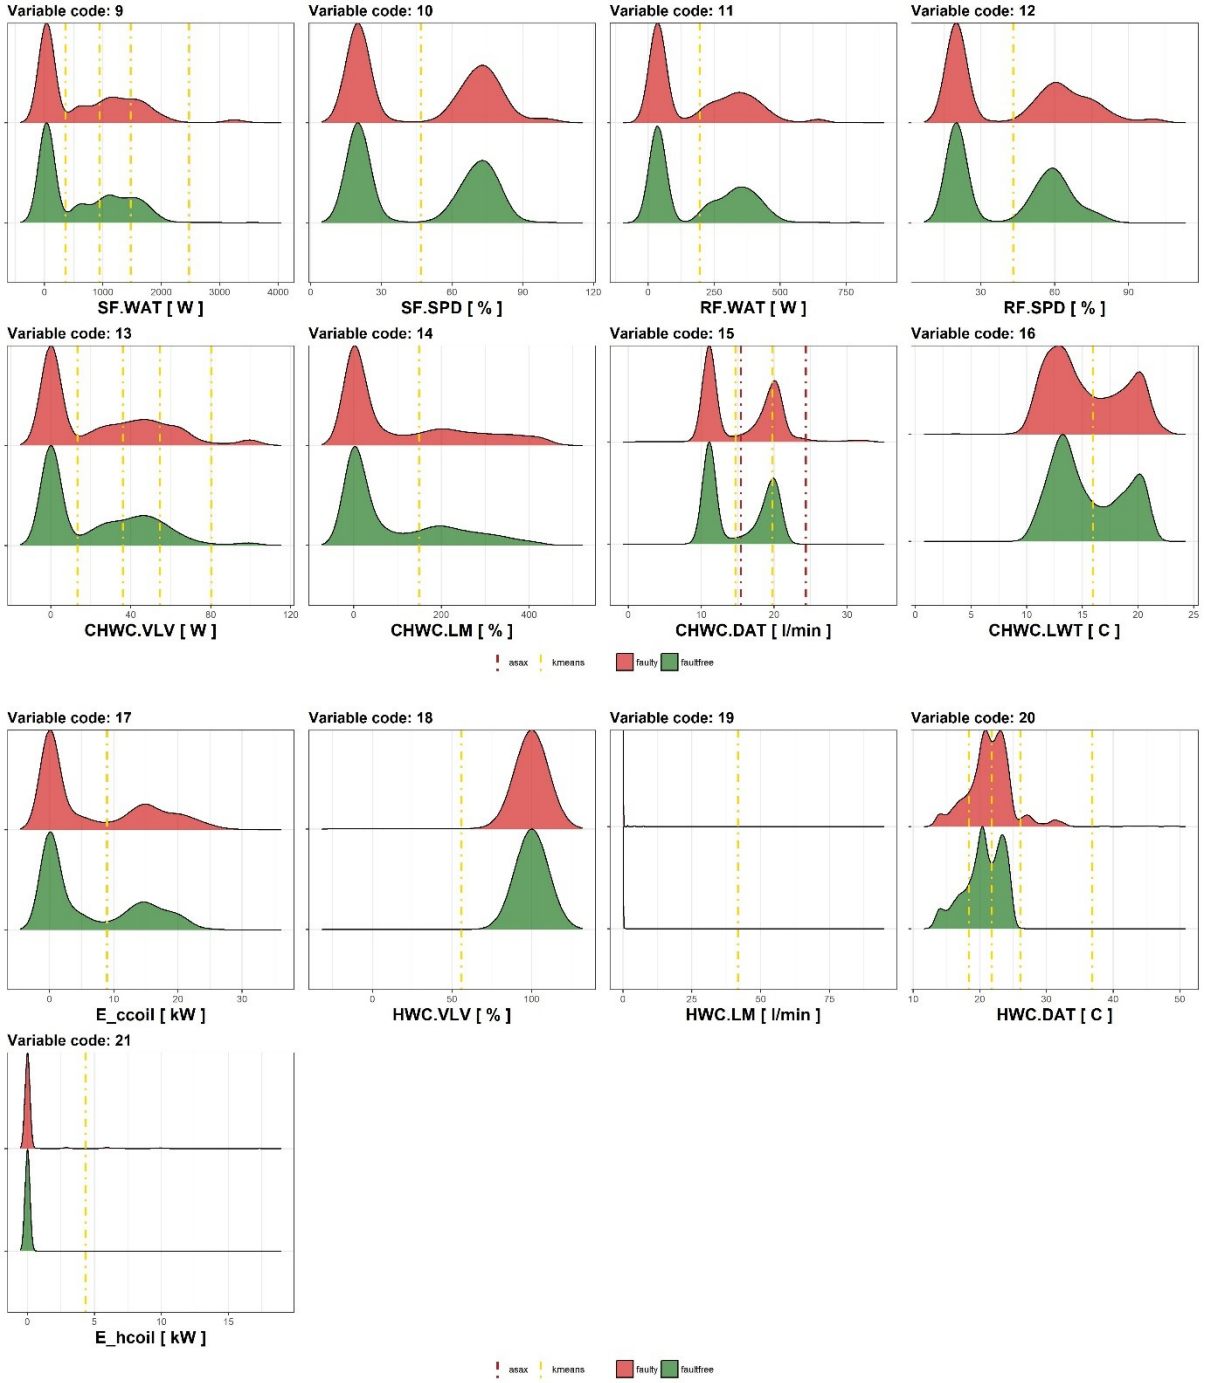 Variable code: 9
Variable code: 10
Variable code: 11
Variable code: 12
0 1000 2000 3000 4000
0 30 60 90 120
0 250 500 750
30 60 90
SF.WAT [ W ]
SF.SPD [ % ]
RF.WAT [ W ]
RF.SPD [ % ]
Variable code: 13
Variable code: 14
Variable code: 15
Variable code: 16
0 40 80 120
0 200 400
0 10 20 30
0 5 10 15 20 25
CHWC.VLV [ W ]
CHWC.LM [ % ]
CHWC.DAT [ l/min ]
CHWC.LWT [ C ]
asax kmeans faulty faultfree
Variable code: 17
Variable code: 18
Variable code: 19
Variable code: 20
0 10 20 30
0 50 100
0 25 50 75
10 20 30 40 50
E_ccoil [ kW ]
HWC.VLV [ % ]
HWC.LM [ l/min ]
HWC.DAT [ C ]
Variable code: 21
0 5 10 15
E_hcoil [ kW ]
asax kmeans faulty faultfree